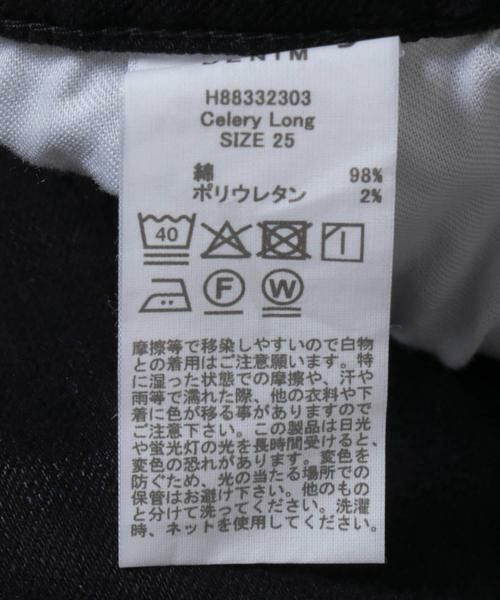 DENIM
H88332303
Celery Long
SIZE 25
綿 98%
ポリウレタン 2%
40
F W
摩擦等で移染しやすいので白物
との着用はご注意願います。特
に湿った状態での摩擦や、汗や
雨等で濡れた際、他の衣料や下
着に色が移る事がありますので
ご注意下さい。この製品は日光
や蛍光灯の光を長時間受けると、
変色の恐れがあります。変色を
防ぐため、光の当たる場所での
保管はお避け下さい。他のもの
と分けて洗ってください。洗濯
時、ネットを使用してください。